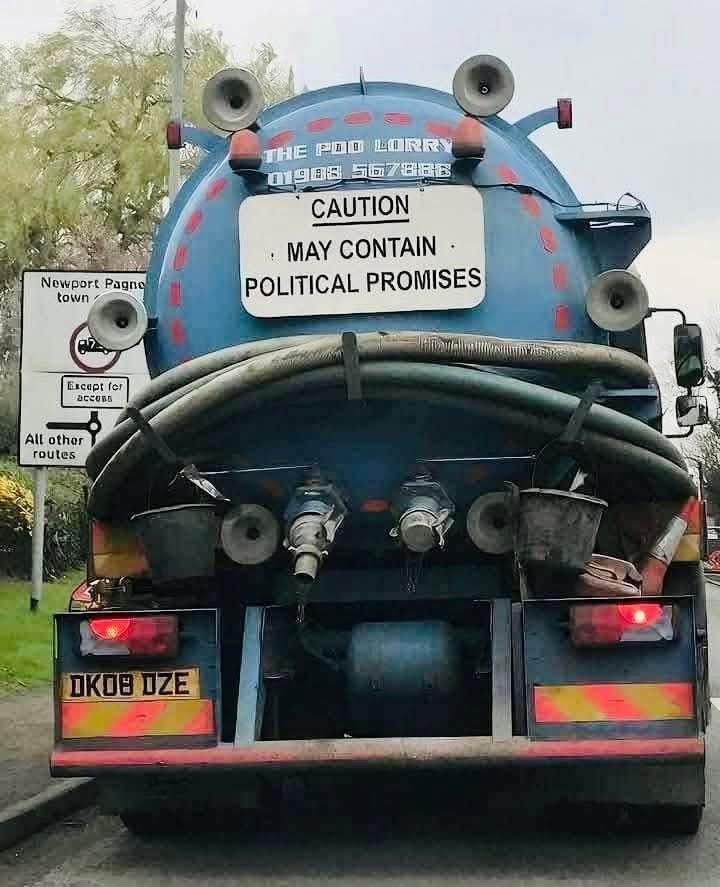 THE POO LORRY
01908 567886
CAUTION
MAY CONTAIN
POLITICAL PROMISES
Newport Pagne
town
Except for
access
All other
routes
DK08 DZE